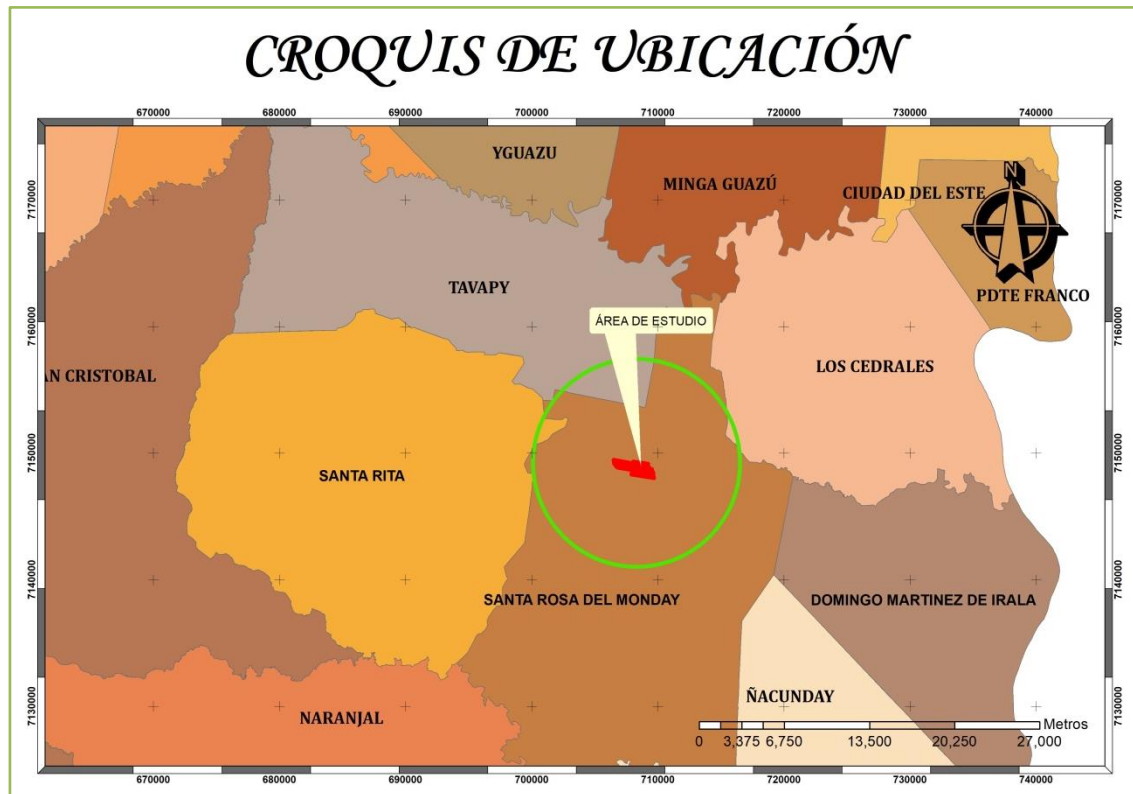 CROQUIS DE UBICACIÓN
670000 680000 690000 700000 710000 720000 730000 740000
N
YGUAZU
MINGA GUAZÚ
CIUDAD DEL ESTE
7170000 7170000
TAVAPY
PDTE FRANCO
ÁREA DE ESTUDIO
7160000 7160000
LOS CEDRALES
AN CRISTOBAL
7150000 7150000
SANTA RITA
7140000 7140000
SANTA ROSA DEL MONDAY
DOMINGO MARTINEZ DE IRALA
ÑACUNDAY
7130000 7130000
NARANJAL
Metros
0 3,375 6,750 13,500 20,250 27,000
670000 680000 690000 700000 710000 720000 730000 740000